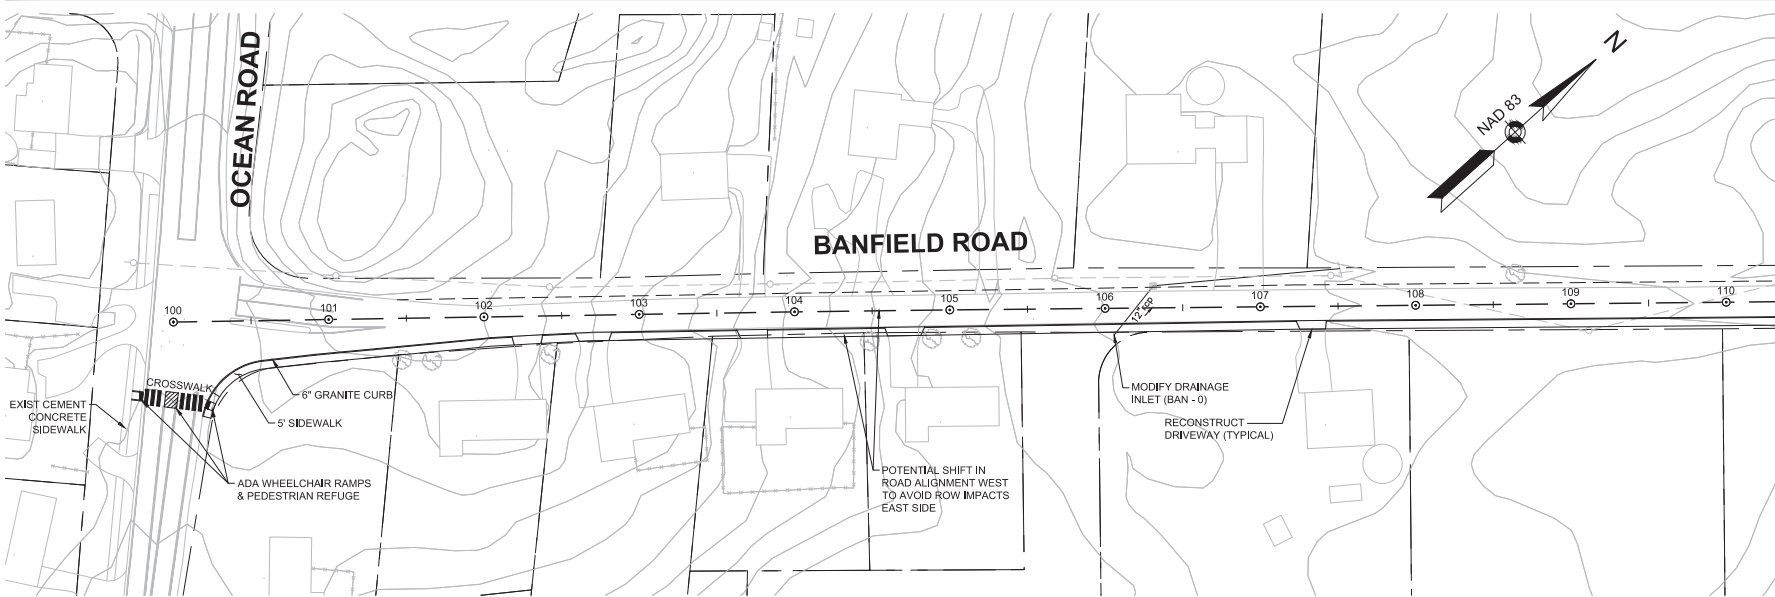 OCEAN ROAD
N
NAD 83
BANFIELD ROAD
100
101
102
103
104
105
106
107
108
109
110
12" RCP
CROSSWALK
EXIST CEMENT
CONCRETE
SIDEWALK
6" GRANITE CURB
5' SIDEWALK
ADA WHEELCHAIR RAMPS
& PEDESTRIAN REFUGE
POTENTIAL SHIFT IN
ROAD ALIGNMENT WEST
TO AVOID ROW IMPACTS
EAST SIDE
MODIFY DRAINAGE
INLET (BAN - 0)
RECONSTRUCT
DRIVEWAY (TYPICAL)